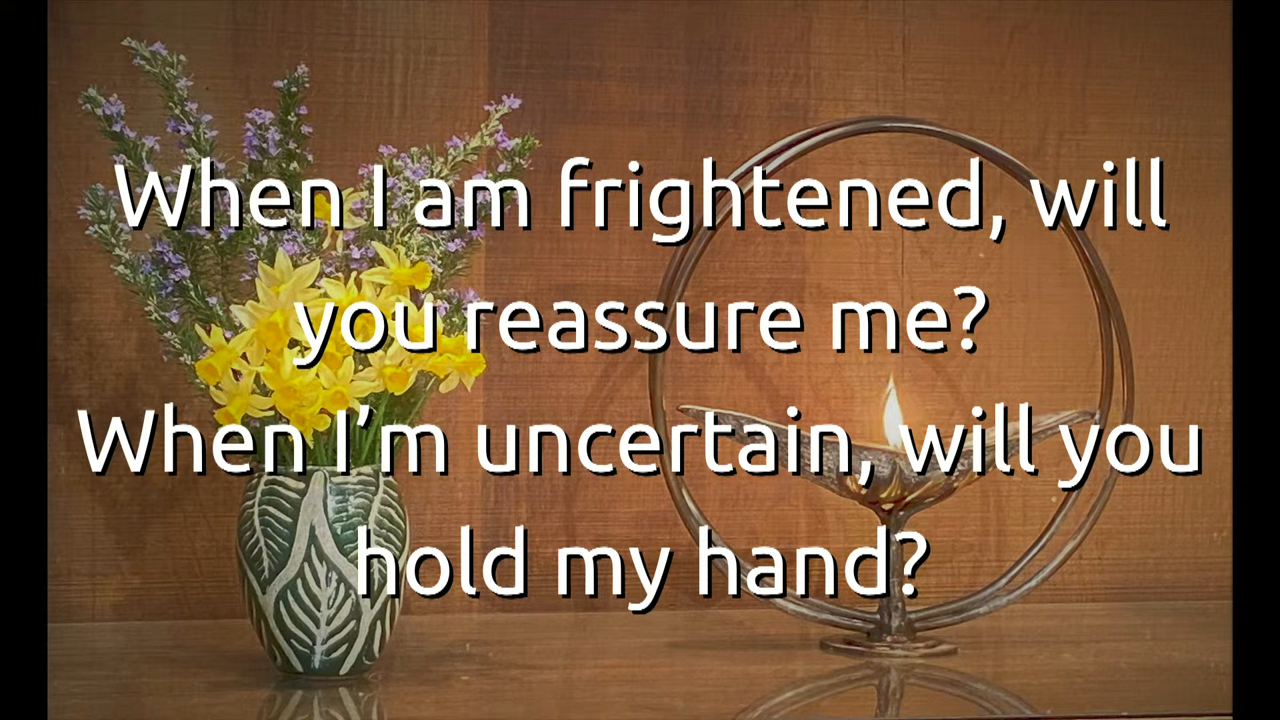 When I am frightened, will
you reassure me?
When I’m uncertain, will you
hold my hand?